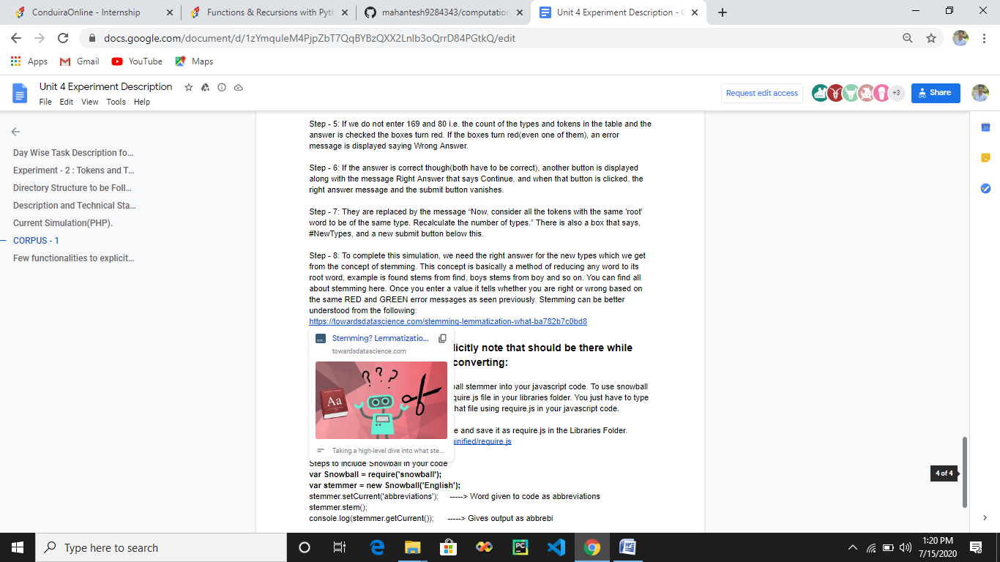 ConduiraOnline - Internship
Functions & Recursions with Pyth
mahantesh9284343/computation
Unit 4 Experiment Description - G
docs.google.com/document/d/1zYmquIeM4PjpZbT7QqBYBzQXX2LnIb3oQrrD84PGtkQ/edit
Apps
Gmail
YouTube
Maps
Unit 4 Experiment Description
File Edit View Tools Help
Request edit access
+3
Share
Day Wise Task Description fo...
Experiment - 2 : Tokens and T...
Directory Structure to be Foll...
Description and Technical Sta...
Current Simulation(PHP).
CORPUS - 1
Few functionalities to explicit...
Step - 5: If we do not enter 169 and 80 i.e. the count of the types and tokens in the table and the
answer is checked the boxes turn red. If the boxes turn red(even one of them), an error
message is displayed saying Wrong Answer.
Step - 6: If the answer is correct though(both have to be correct), another button is displayed
along with the message Right Answer that says Continue, and when that button is clicked, the
right answer message and the submit button vanishes.
Step - 7: They are replaced by the message “Now, consider all the tokens with the same 'root'
word to be of the same type. Recalculate the number of types.” There is also a box that says,
#NewTypes, and a new submit button below this.
Step - 8: To complete this simulation, we need the right answer for the new types which we get
from the concept of stemming. This concept is basically a method of reducing any word to its
root word, example is found stems from find, boys stems from boy and so on. You can find all
about stemming here. Once you enter a value it tells whether you are right or wrong based on
the same RED and GREEN error messages as seen previously. Stemming can be better
understood from the following:
https://towardsdatascience.com/stemming-lemmatization-what-ba782b7c0bd8
Stemming? Lemmatizatio...
towardsdatascience.com
Aa
Taking a high-level dive into what ste...
licitly note that should be there while
converting:
all stemmer into your javascript code. To use snowball
quire js file in your libraries folder. You just have to type
hat file using require.js in your javascript code.
e and save it as require.js in the Libraries Folder.
inified/require.js
Steps to include Snowball in your code
var Snowball = require('snowball');
var stemmer = new Snowball('English');
stemmer.setCurrent('abbreviations'); -----> Word given to code as abbreviations
stemmer.stem();
console.log(stemmer.getCurrent()); -----> Gives output as abbrebi
4 of 4
31
Type here to search
PC
1:20 PM
7/15/2020